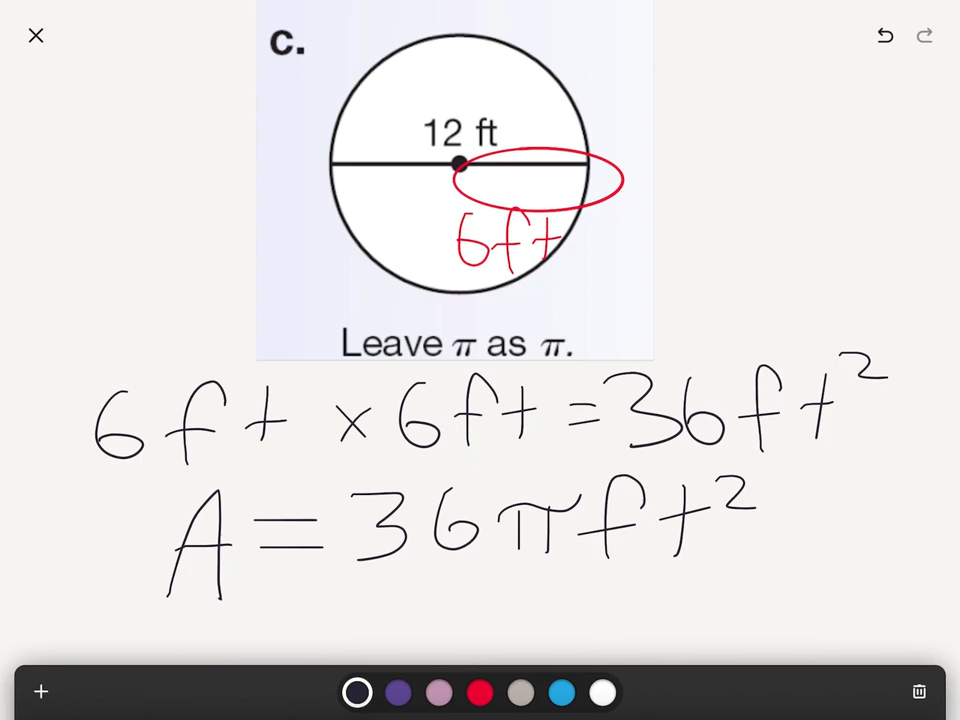 c.
12 ft
6ft
Leave π as π.
6ft × 6ft = 36ft²
A = 36πft²